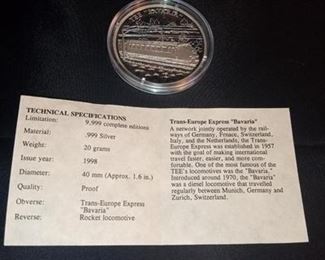 TECHNICAL SPECIFICATIONS
Limitation: 9,999 complete editions
Material: .999 Silver
Weight: 20 grams
Issue year: 1998
Diameter: 40 mm (Approx. 1.6 in.)
Quality: Proof
Obverse: Trans-Europe Express
"Bavaria"
Reverse: Rocket locomotive
Trans-Europe Express "Bavaria"
A network jointly operated by the rail-
ways of Germany, France, Switzerland,
Italy, and the Netherlands, the Trans-
Europe Express was established in 1957
with the goal of making international
travel faster, easier, and more com-
fortable. One of the most famous of the
TEE's locomotives was the "Bavaria."
Introduced around 1970, the "Bavaria"
was a diesel locomotive that travelled
regularly between Munich, Germany and
Zurich, Switzerland.